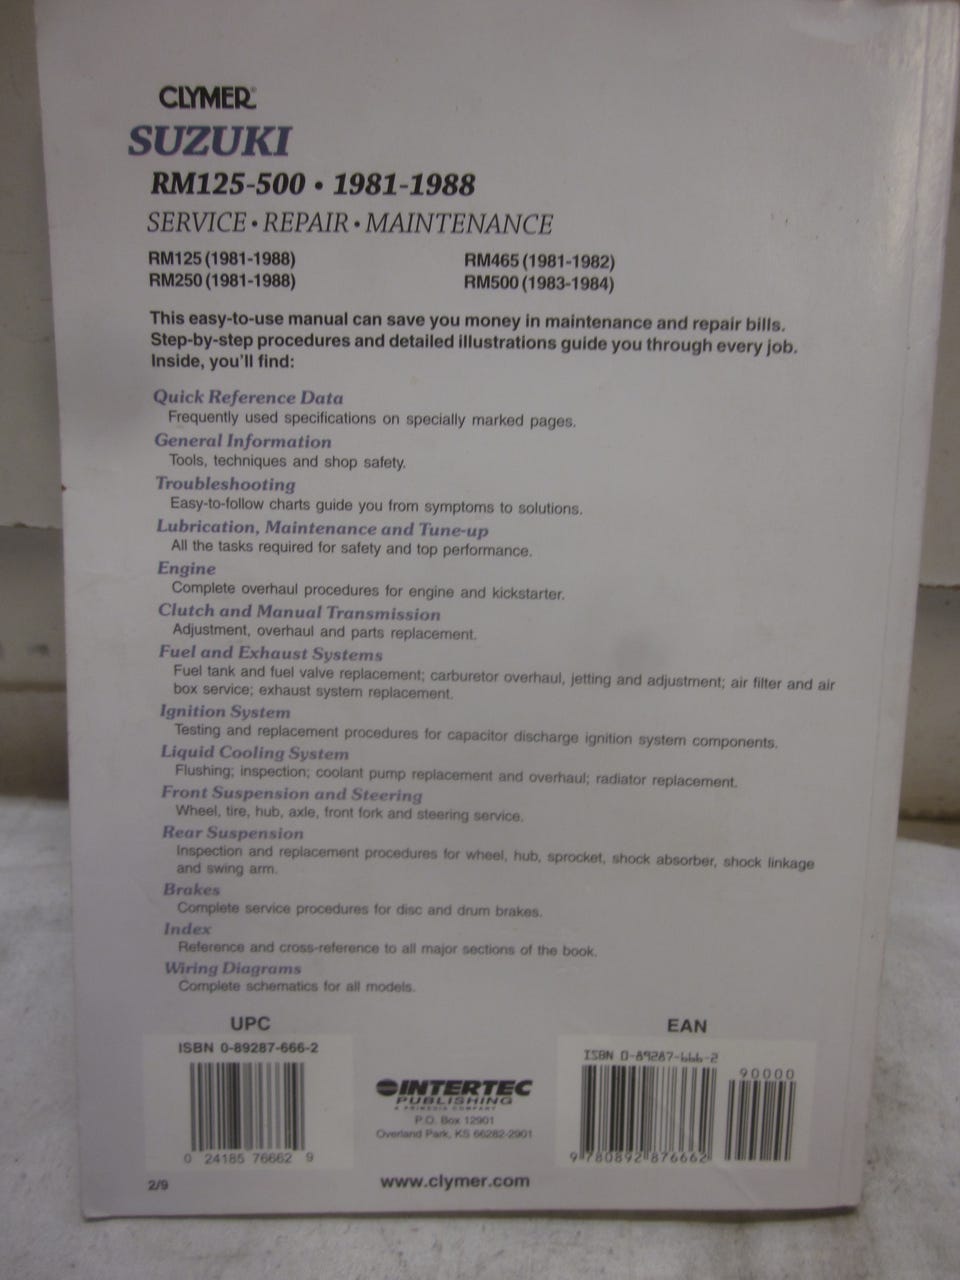 CLYMER®
SUZUKI
RM125-500 • 1981-1988
SERVICE • REPAIR • MAINTENANCE
RM125 (1981-1988)
RM250 (1981-1988)
RM465 (1981-1982)
RM500 (1983-1984)
This easy-to-use manual can save you money in maintenance and repair bills.
Step-by-step procedures and detailed illustrations guide you through every job.
Inside, you'll find:
Quick Reference Data
Frequently used specifications on specially marked pages.
General Information
Tools, techniques and shop safety.
Troubleshooting
Easy-to-follow charts guide you from symptoms to solutions.
Lubrication, Maintenance and Tune-up
All the tasks required for safety and top performance.
Engine
Complete overhaul procedures for engine and kickstarter.
Clutch and Manual Transmission
Adjustment, overhaul and parts replacement.
Fuel and Exhaust Systems
Fuel tank and fuel valve replacement; carburetor overhaul, jetting and adjustment; air filter and air
box service; exhaust system replacement.
Ignition System
Testing and replacement procedures for capacitor discharge ignition system components.
Liquid Cooling System
Flushing; inspection; coolant pump replacement and overhaul; radiator replacement.
Front Suspension and Steering
Wheel, tire, hub, axle, front fork and steering service.
Rear Suspension
Inspection and replacement procedures for wheel, hub, sprocket, shock absorber, shock linkage
and swing arm.
Brakes
Complete service procedures for disc and drum brakes.
Index
Reference and cross-reference to all major sections of the book.
Wiring Diagrams
Complete schematics for all models.
UPC
ISBN 0-89287-666-2
0 24185 76662 9
INTERTEC
PUBLISHING
A PRIMEDIA COMPANY
P.O. Box 12901
Overland Park, KS 66282-2901
EAN
ISBN 0-89287-666-2
90000
9 780892 876662
2/9
www.clymer.com